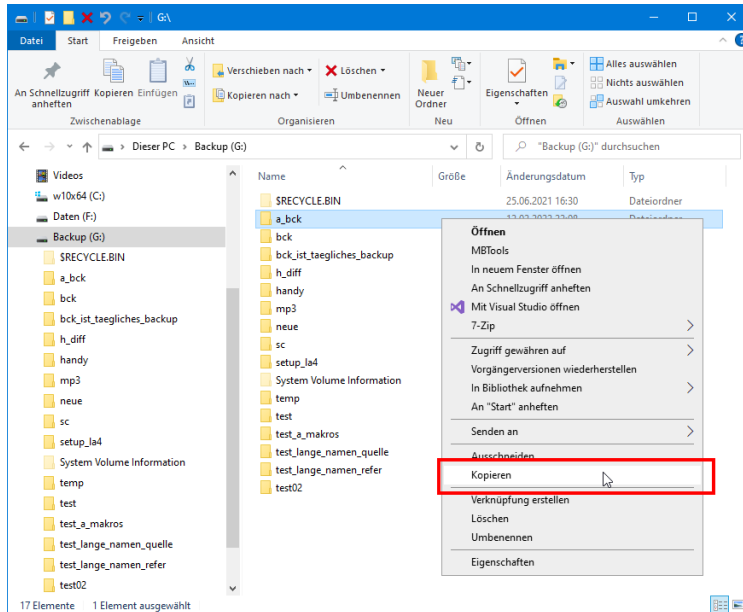 G:\
Datei Start Freigeben Ansicht
An Schnellzugriff anheften
Kopieren
Einfügen
Zwischenablage
Verschieben nach
Kopieren nach
Löschen
Umbenennen
Organisieren
Neuer Ordner
Neu
Eigenschaften
Öffnen
Alles auswählen
Nichts auswählen
Auswahl umkehren
Auswählen
Dieser PC > Backup (G:)
"Backup (G:)" durchsuchen
Videos
w10x64 (C:)
Daten (F:)
Backup (G:)
$RECYCLE.BIN
a_bck
bck
bck_ist_taegliches_backup
h_diff
handy
mp3
neue
sc
setup_la4
System Volume Information
temp
test
test_a_makros
test_lange_namen_quelle
test_lange_namen_refer
test02
Name Größe Änderungsdatum Typ
$RECYCLE.BIN 25.06.2021 16:30 Dateiordner
a_bck
bck
bck_ist_taegliches_backup
h_diff
handy
mp3
neue
sc
setup_la4
System Volume Information
temp
test
test_a_makros
test_lange_namen_quelle
test_lange_namen_refer
test02
Öffnen
MBTools
In neuem Fenster öffnen
An Schnellzugriff anheften
Mit Visual Studio öffnen
7-Zip
Zugriff gewähren auf
Vorgängerversionen wiederherstellen
In Bibliothek aufnehmen
An "Start" anheften
Senden an
Ausschneiden
Kopieren
Verknüpfung erstellen
Löschen
Umbenennen
Eigenschaften
17 Elemente 1 Element ausgewählt